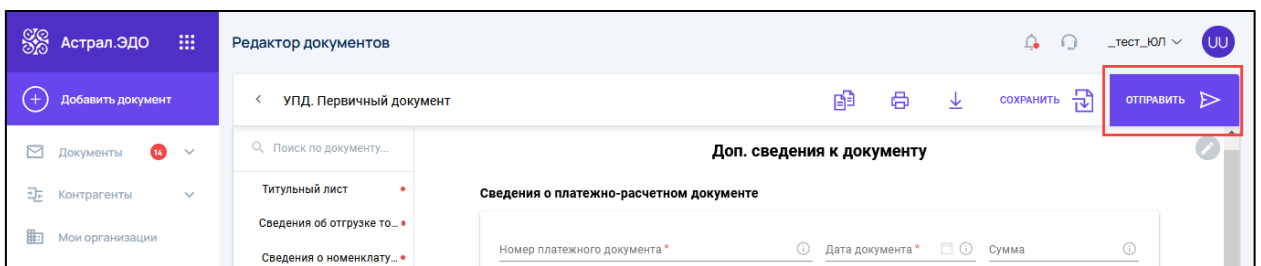 Астрал.ЭДО
Редактор документов
_тест_ЮЛ
UU
Добавить документ
УПД. Первичный документ
СОХРАНИТЬ
ОТПРАВИТЬ
Документы
14
Поиск по документу...
Доп. сведения к документу
Контрагенты
Титульный лист
Сведения о платежно-расчетном документе
Сведения об отгрузке то...
Мои организации
Сведения о номенклату...
Номер платежного документа *
Дата документа *
Сумма